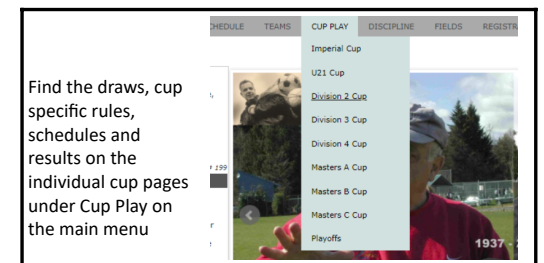 CHEDULE TEAMS CUP PLAY DISCIPLINE FIELDS REGISTRA
Find the draws, cup
specific rules,
schedules and
results on the
individual cup pages
under Cup Play on
the main menu
Imperial Cup
U21 Cup
Division 2 Cup
Division 3 Cup
Division 4 Cup
Masters A Cup
Masters B Cup
Masters C Cup
Playoffs
199
1937 -